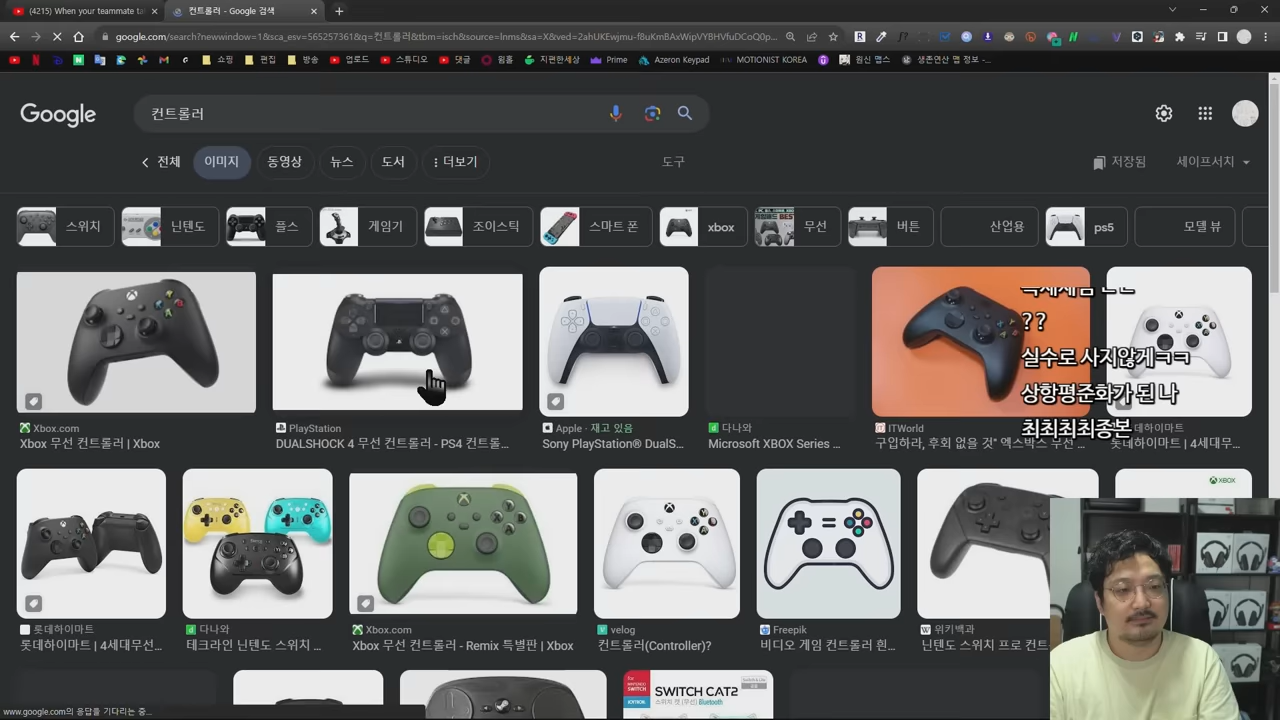 (4215) When your teammate tal
컨트롤러 - Google 검색
google.com/search?newwindow=1&sca_esv=565257361&q=컨트롤러&tbm=isch&source=lnms&sa=X&ved=2ahUKEwjmu-f8uKmBAxWipVYBHVfuDCoQ0p...
쇼핑 편집 방송 업로드 스튜디오 댓글 원홀 지편한세상 Prime Azeron Keypad MOTIONIST KOREA 원신 맵스 생존연산 맵 정보 -...
Google
컨트롤러
전체 이미지 동영상 뉴스 도서 더보기 도구 저장됨 세이프서치
스위치 닌텐도 플스 게임기 조이스틱 스마트 폰 xbox 무선 버튼 산업용 ps5 모델 뷰
??
실수로 사지않게ㅋㅋ
상향평준화가 된 나
최최최최종본
Xbox.com PlayStation Apple · 재고 있음 다나와 ITWorld 롯데하이마트
Xbox 무선 컨트롤러 | Xbox DUALSHOCK 4 무선 컨트롤러 - PS4 컨트롤... Sony PlayStation® DualS... Microsoft XBOX Series ... 구입하라, 후회 없을 것" 엑스박스 무선 ... 롯데하이마트 | 4세대무...
XBOX
롯데하이마트 다나와 Xbox.com velog Freepik 위키백과
롯데하이마트 | 4세대무선... 테크라인 닌텐도 스위치 ... Xbox 무선 컨트롤러 - Remix 특별판 | Xbox 컨트롤러(Controller)? 비디오 게임 컨트롤러 흰... 닌텐도 스위치 프로 컨트
SWITCH CAT2
Bluetooth
www.google.com의 응답을 기다리는 중...